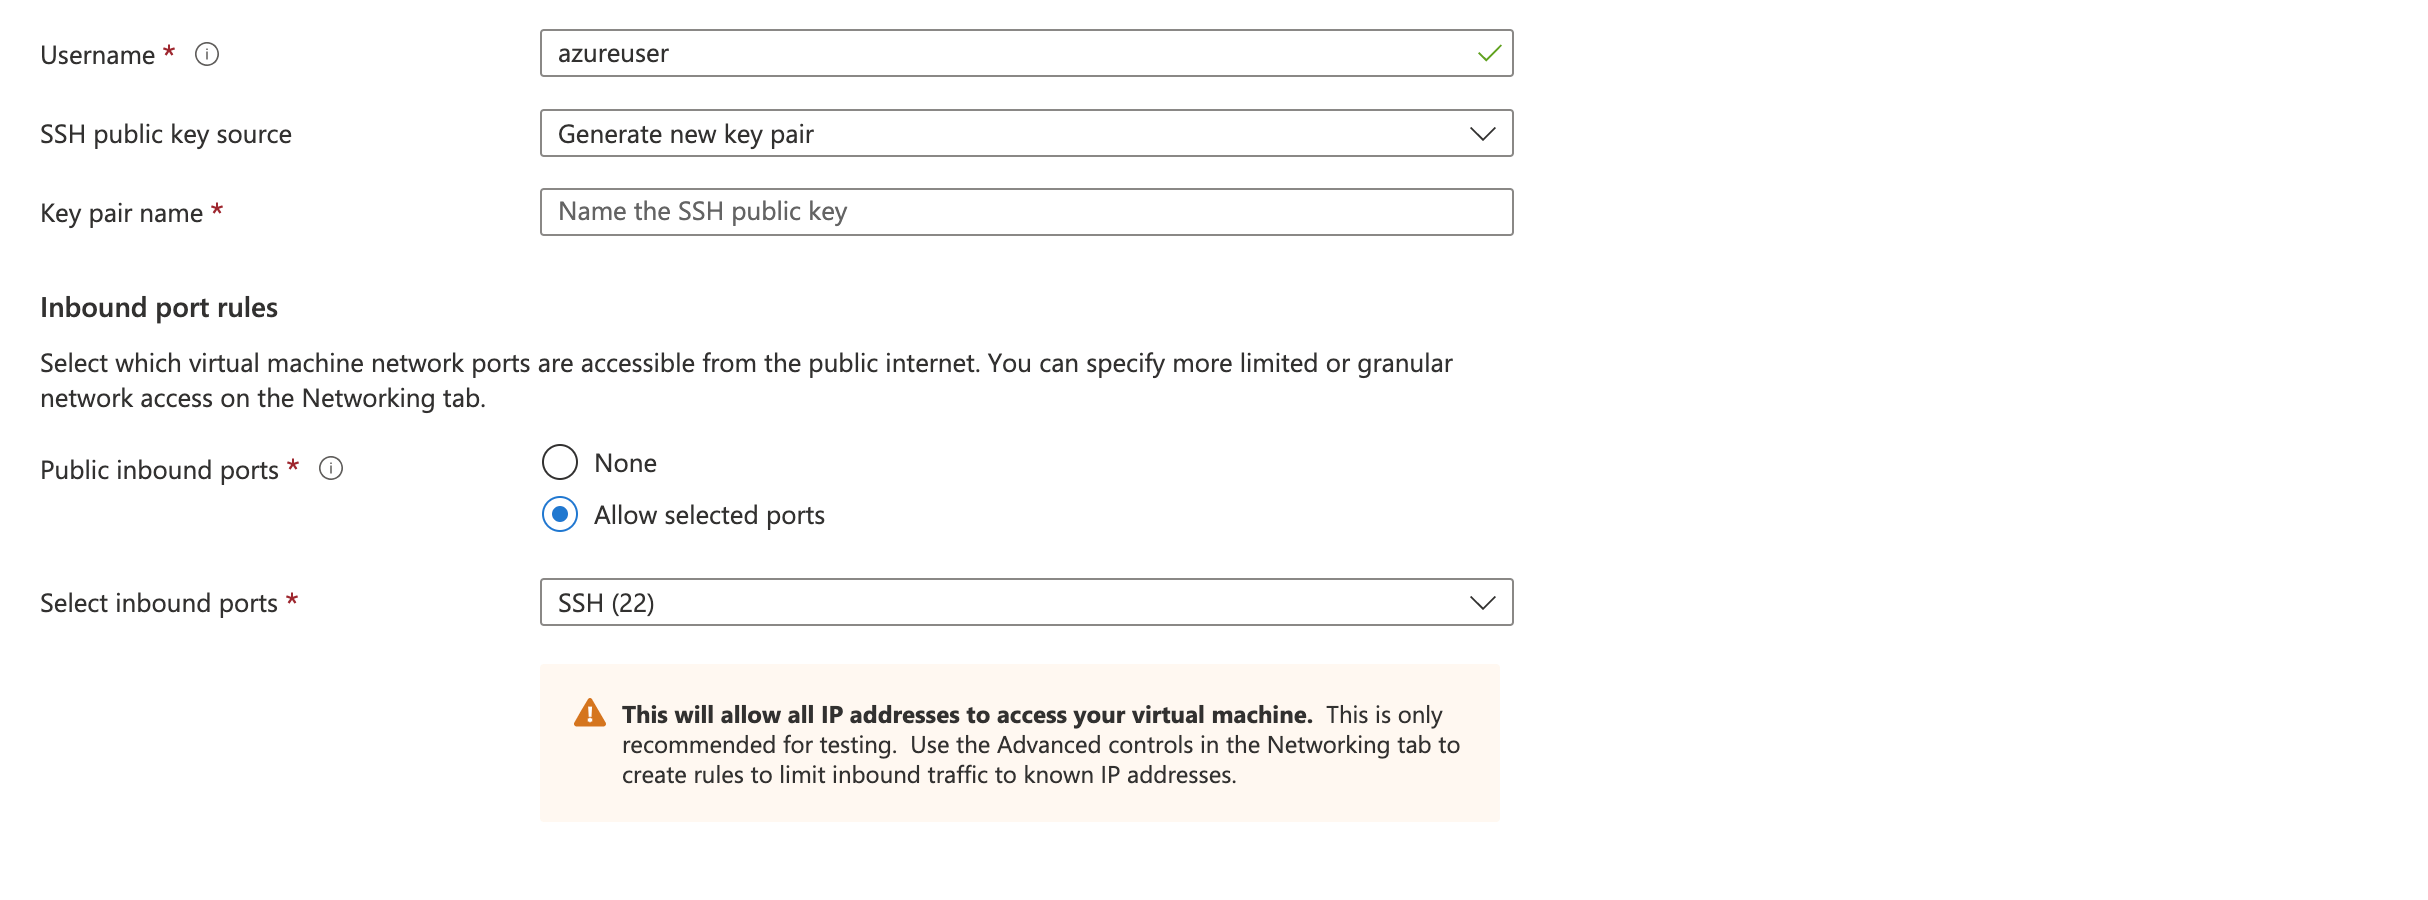 Username *
azureuser
SSH public key source
Generate new key pair
Key pair name *
Name the SSH public key
Inbound port rules
Select which virtual machine network ports are accessible from the public internet. You can specify more limited or granular
network access on the Networking tab.
Public inbound ports *
None
Allow selected ports
Select inbound ports *
SSH (22)
This will allow all IP addresses to access your virtual machine.  This is only
recommended for testing.  Use the Advanced controls in the Networking tab to
create rules to limit inbound traffic to known IP addresses.